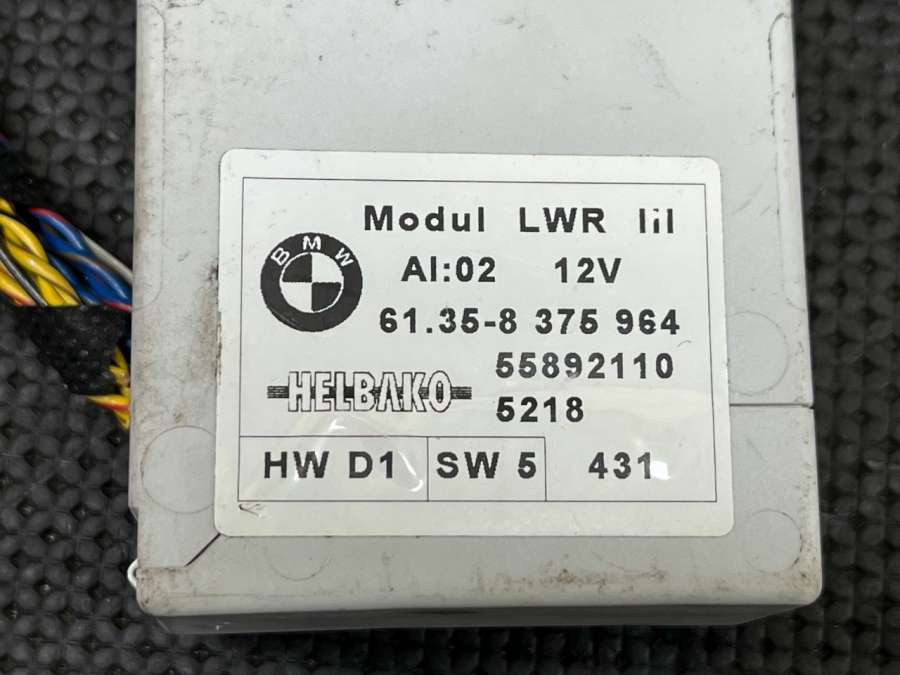 Modul LWR IiI
BMW
AI:02 12V
61.35-8 375 964
55892110
HELBAKO
5218
HW D1 SW 5 431